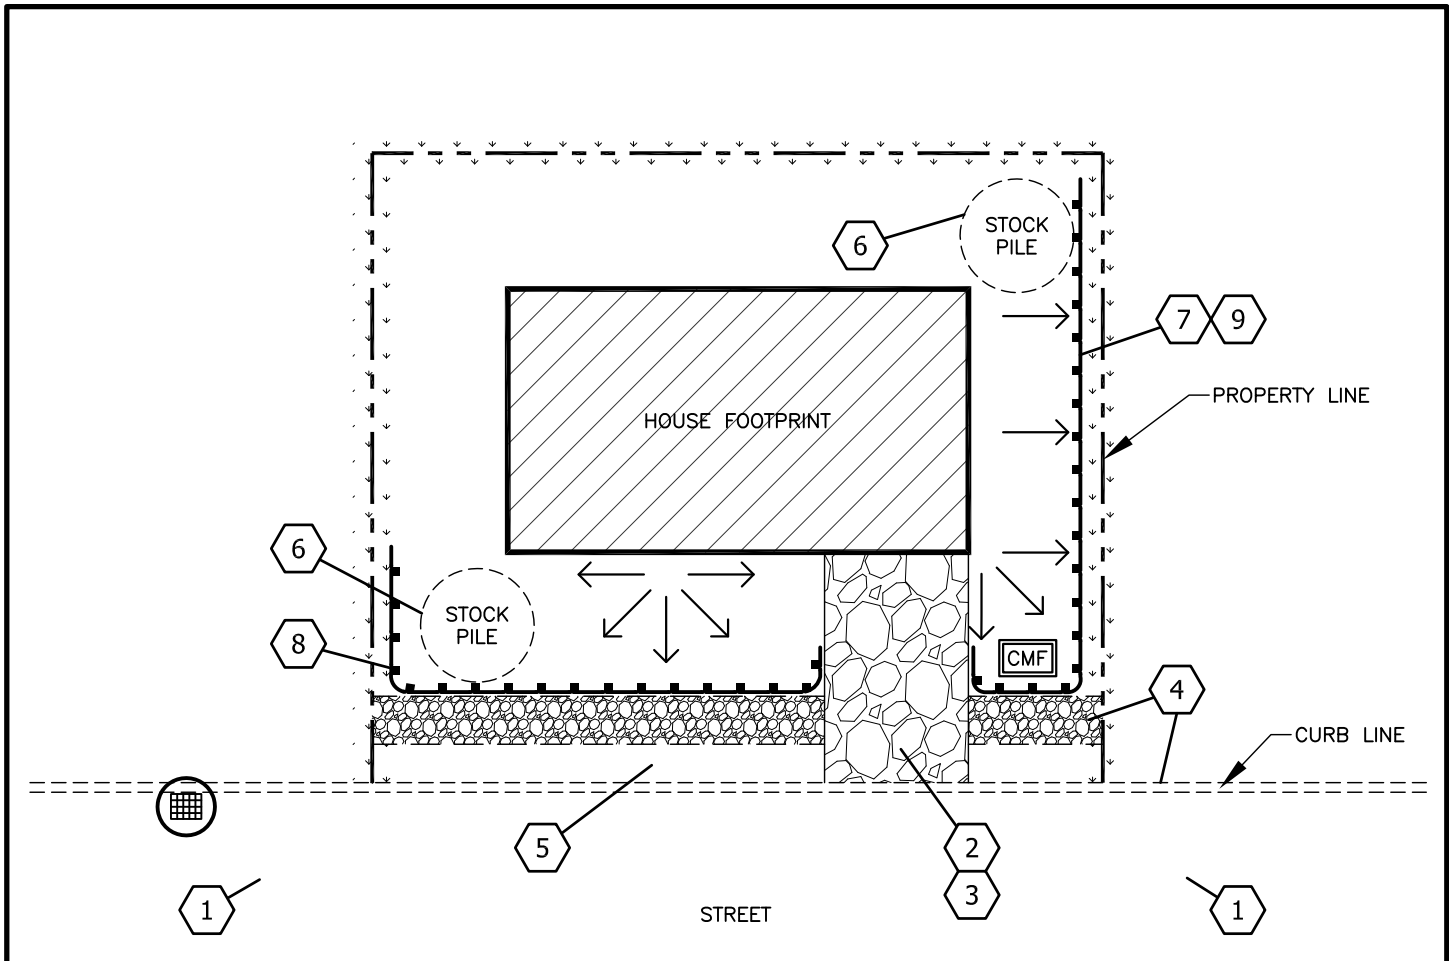 STOCK
PILE
6
7
9
PROPERTY LINE
HOUSE FOOTPRINT
6
STOCK
PILE
8
CMF
4
CURB LINE
5
2
3
1
STREET
1